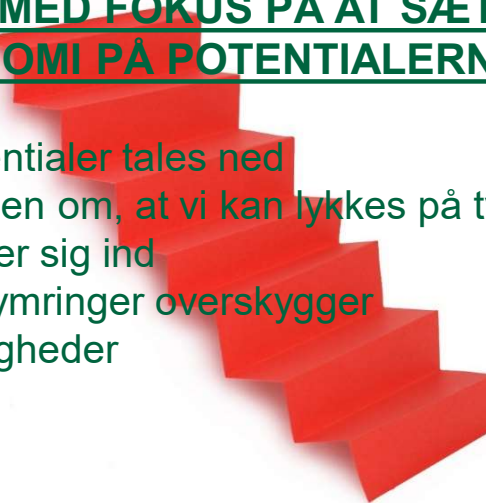 MED FOKUS PÅ AT SÆT
OMI PÅ POTENTIALERN
entialer tales ned
en om, at vi kan lykkes på t
er sig ind
ymringer overskygger
gheder